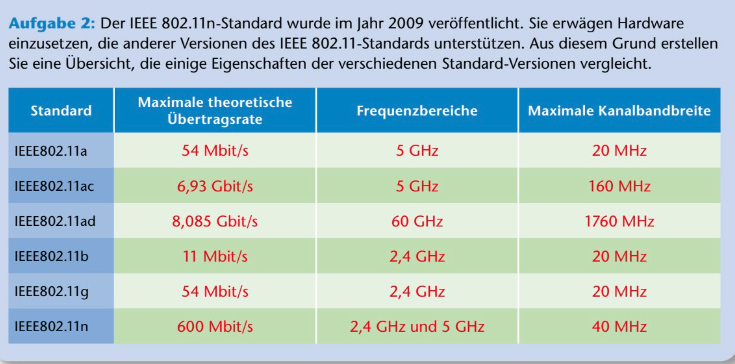 Aufgabe 2: Der IEEE 802.11n-Standard wurde im Jahr 2009 veröffentlicht. Sie erwägen Hardware
einzusetzen, die anderer Versionen des IEEE 802.11-Standards unterstützen. Aus diesem Grund erstellen
Sie eine Übersicht, die einige Eigenschaften der verschiedenen Standard-Versionen vergleicht.
Standard Maximale theoretische Übertragsrate Frequenzbereiche Maximale Kanalbandbreite
IEEE802.11a 54 Mbit/s 5 GHz 20 MHz
IEEE802.11ac 6,93 Gbit/s 5 GHz 160 MHz
IEEE802.11ad 8,085 Gbit/s 60 GHz 1760 MHz
IEEE802.11b 11 Mbit/s 2,4 GHz 20 MHz
IEEE802.11g 54 Mbit/s 2,4 GHz 20 MHz
IEEE802.11n 600 Mbit/s 2,4 GHz und 5 GHz 40 MHz